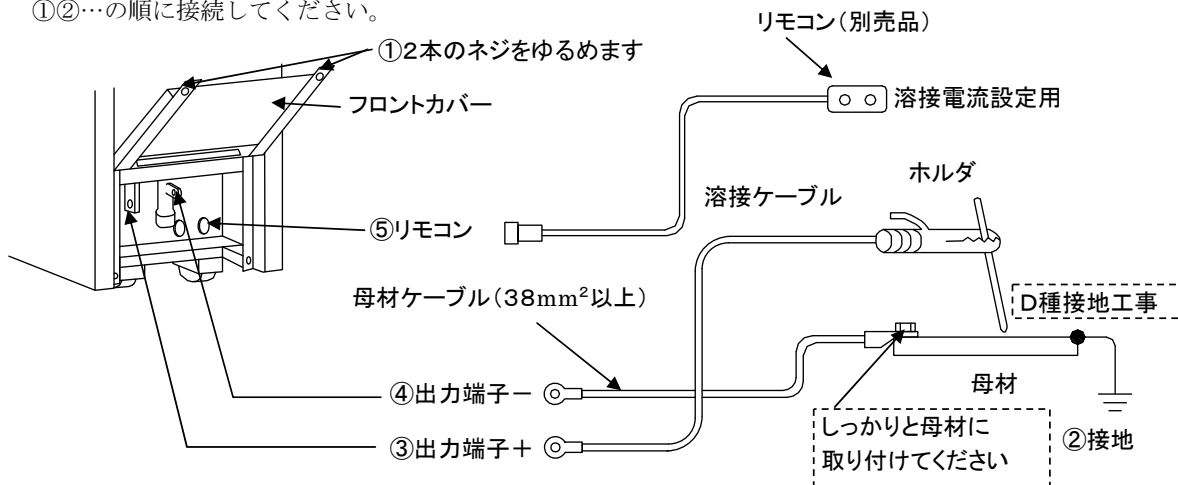 ①②…の順に接続してください。
リモコン(別売品)
①2本のネジをゆるめます
フロントカバー
溶接電流設定用
ホルダ
溶接ケーブル
⑤リモコン
母材ケーブル(38mm²以上)
D種接地工事
④出力端子－
母材
③出力端子＋
しっかりと母材に
取り付けてください
②接地